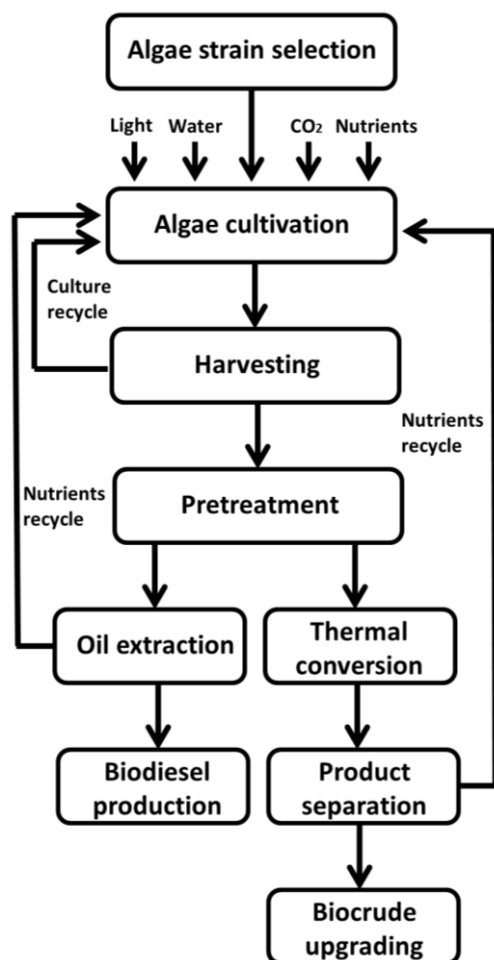 Algae strain selection
Light Water CO₂ Nutrients
Algae cultivation
Culture
recycle
Harvesting
Nutrients
recycle
Pretreatment
Nutrients
recycle
Oil extraction
Thermal
conversion
Biodiesel
production
Product
separation
Biocrude
upgrading